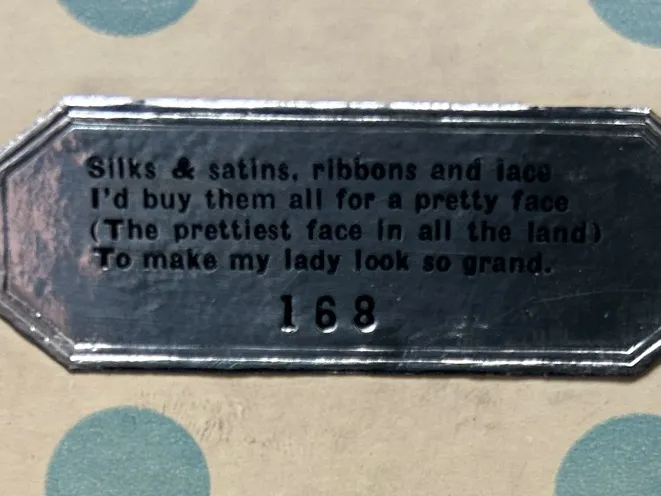 Silks & satins, ribbons and lace
I'd buy them all for a pretty face
(The prettiest face in all the land)
To make my lady look so grand.
168